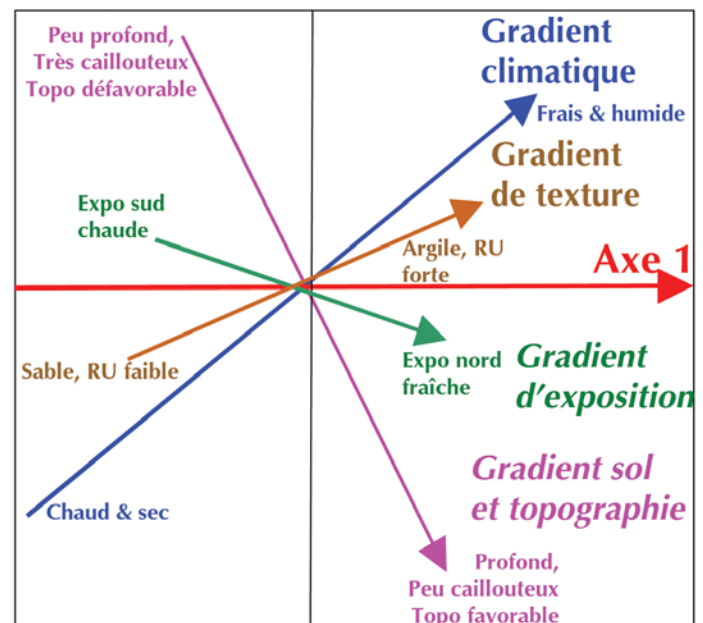 Peu profond,
Très caillouteux
Topo défavorable
Gradient
climatique
Frais & humide
Gradient
de texture
Expo sud
chaude
Argile, RU
forte
Axe 1
Sable, RU faible
Expo nord
fraîche
Gradient
d'exposition
Chaud & sec
Gradient sol
et topographie
Profond,
Peu caillouteux
Topo favorable